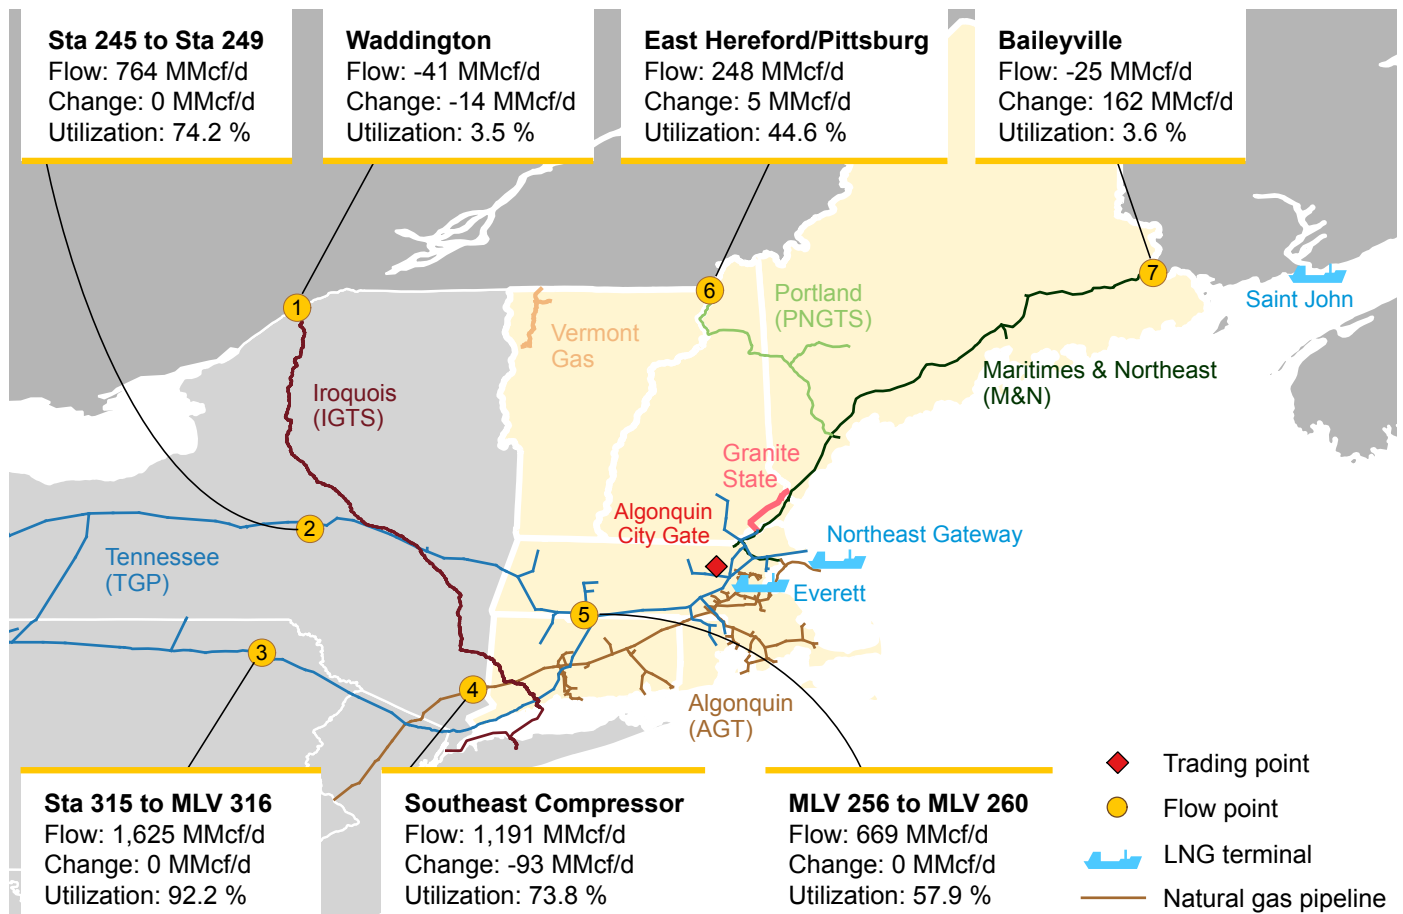 Sta 245 to Sta 249
Flow: 764 MMcf/d
Change: 0 MMcf/d
Utilization: 74.2 %
Waddington
Flow: -41 MMcf/d
Change: -14 MMcf/d
Utilization: 3.5 %
East Hereford/Pittsburg
Flow: 248 MMcf/d
Change: 5 MMcf/d
Utilization: 44.6 %
Baileyville
Flow: -25 MMcf/d
Change: 162 MMcf/d
Utilization: 3.6 %
1
6
7
Vermont
Gas
Portland
(PNGTS)
Saint John
Iroquois
(IGTS)
Maritimes & Northeast
(M&N)
Granite
State
Algonquin
City Gate
2
Northeast Gateway
Tennessee
(TGP)
Everett
5
3
4
Algonquin
(AGT)
Sta 315 to MLV 316
Flow: 1,625 MMcf/d
Change: 0 MMcf/d
Utilization: 92.2 %
Southeast Compressor
Flow: 1,191 MMcf/d
Change: -93 MMcf/d
Utilization: 73.8 %
MLV 256 to MLV 260
Flow: 669 MMcf/d
Change: 0 MMcf/d
Utilization: 57.9 %
Trading point
Flow point
LNG terminal
Natural gas pipeline